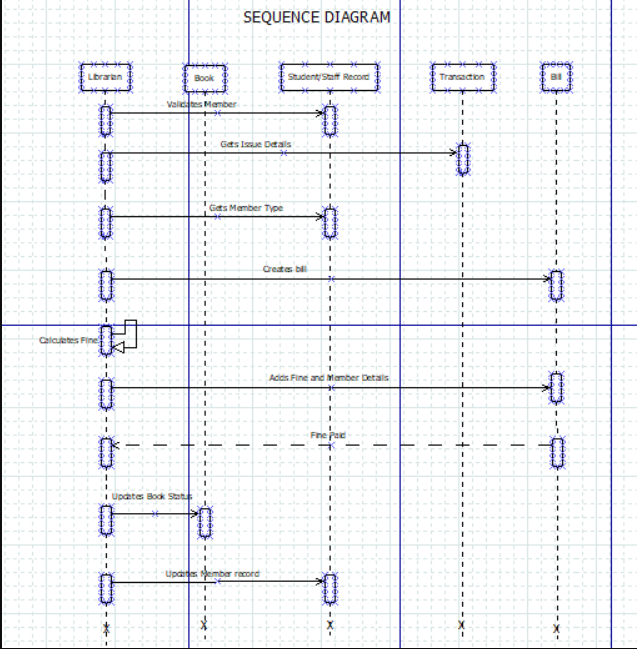 SEQUENCE DIAGRAM
Librarian
Book
Student/Staff Record
Transaction
Bill
Validates Member
Gets Issue Details
Gets Member Type
Creates bill
Calculates Fine
Adds Fine and Member Details
Fine Paid
Updates Book Status
Updates Member record
X X X X X